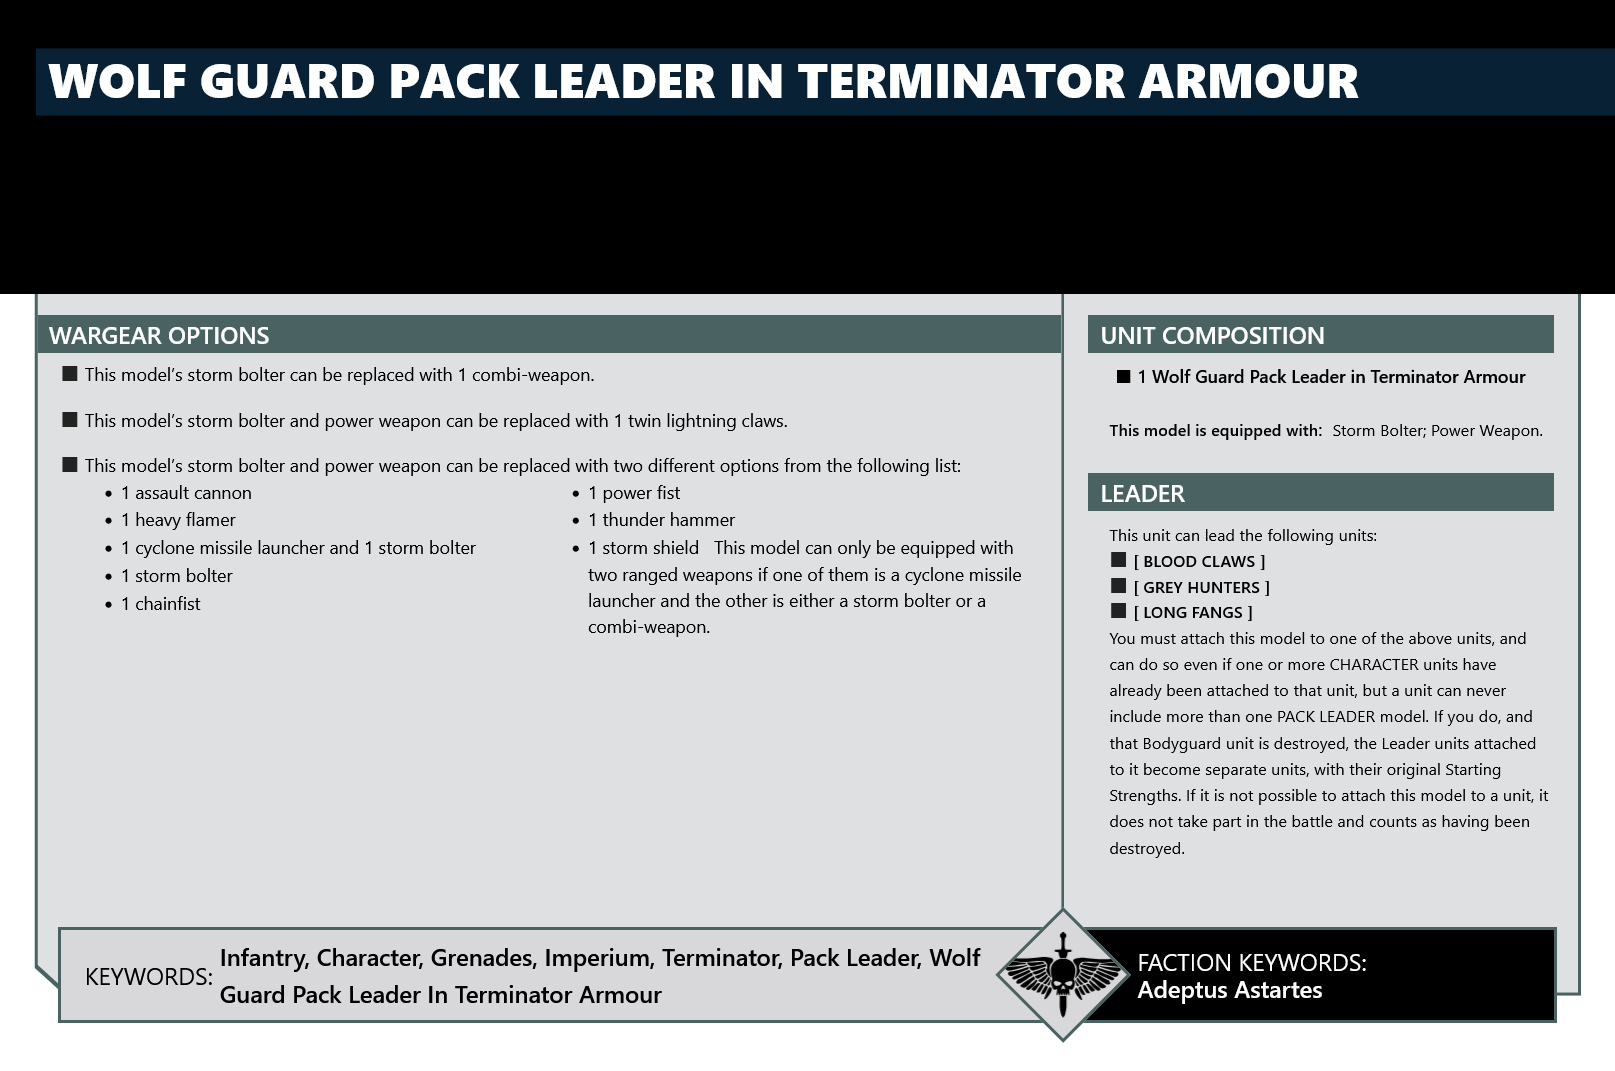 WOLF GUARD PACK LEADER IN TERMINATOR ARMOUR
WARGEAR OPTIONS
This model's storm bolter can be replaced with 1 combi-weapon.
This model's storm bolter and power weapon can be replaced with 1 twin lightning claws.
This model's storm bolter and power weapon can be replaced with two different options from the following list:
1 assault cannon
1 heavy flamer
1 cyclone missile launcher and 1 storm bolter
1 storm bolter
1 chainfist
1 power fist
1 thunder hammer
1 storm shield This model can only be equipped with
two ranged weapons if one of them is a cyclone missile
launcher and the other is either a storm bolter or a
combi-weapon.
UNIT COMPOSITION
1 Wolf Guard Pack Leader in Terminator Armour
This model is equipped with: Storm Bolter; Power Weapon.
LEADER
This unit can lead the following units:
[ BLOOD CLAWS ]
[ GREY HUNTERS ]
[ LONG FANGS ]
You must attach this model to one of the above units, and
can do so even if one or more CHARACTER units have
already been attached to that unit, but a unit can never
include more than one PACK LEADER model. If you do, and
that Bodyguard unit is destroyed, the Leader units attached
to it become separate units, with their original Starting
Strengths. If it is not possible to attach this model to a unit, it
does not take part in the battle and counts as having been
destroyed.
KEYWORDS: Infantry, Character, Grenades, Imperium, Terminator, Pack Leader, Wolf
Guard Pack Leader In Terminator Armour
FACTION KEYWORDS:
Adeptus Astartes